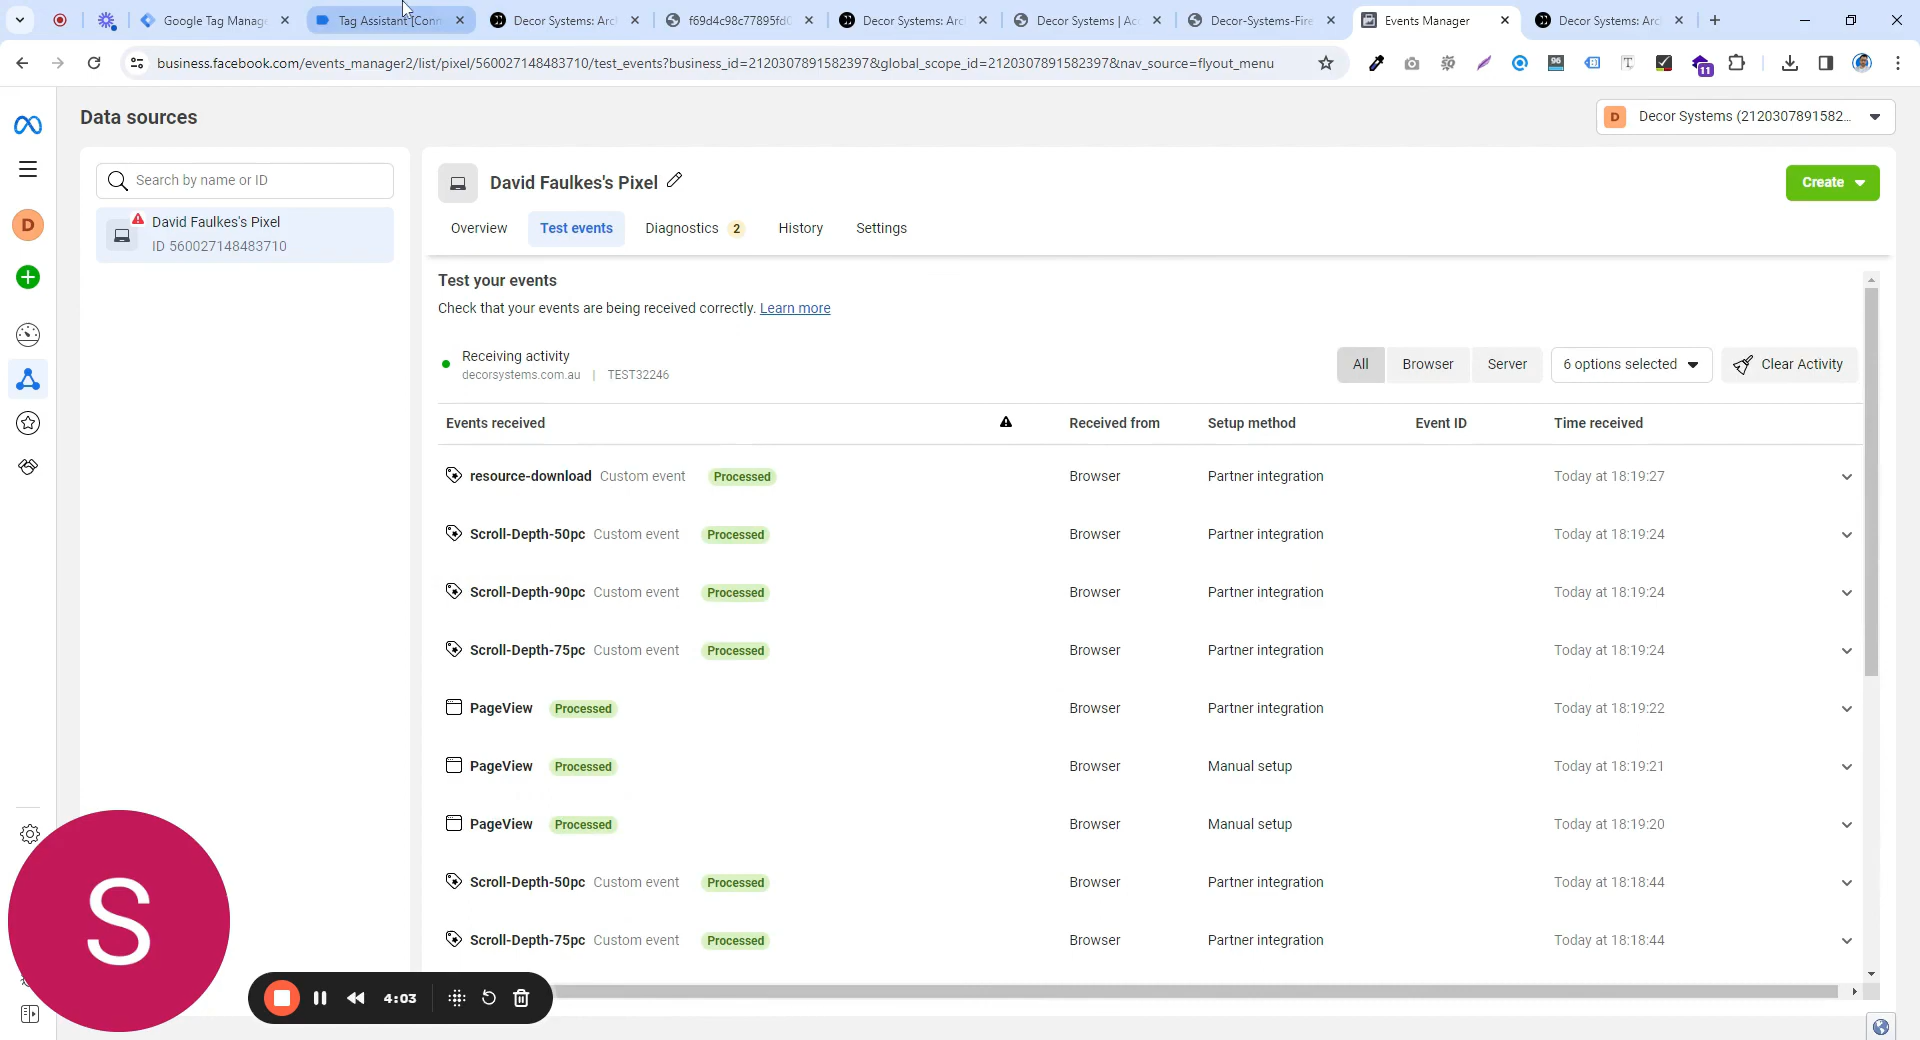 Google Tag Manage
Tag Assistant [Conn
Decor Systems: Arc
f69d4c98c77895fd
Decor Systems: Arc
Decor Systems | Ac
Decor-Systems-Fire
Events Manager
Decor Systems: Arc
business.facebook.com/events_manager2/list/pixel/560027148483710/test_events?business_id=2120307891582397&global_scope_id=2120307891582397&nav_source=flyout_menu
96
11
Data sources
D
Decor Systems (2120307891582...
Search by name or ID
David Faulkes's Pixel
ID 560027148483710
D
David Faulkes's Pixel
Create
Overview
Test events
Diagnostics 2
History
Settings
Test your events
Check that your events are being received correctly. Learn more
Receiving activity
decorsystems.com.au | TEST32246
All
Browser
Server
6 options selected
Clear Activity
Events received
Received from
Setup method
Event ID
Time received
resource-download Custom event Processed Browser Partner integration Today at 18:19:27
Scroll-Depth-50pc Custom event Processed Browser Partner integration Today at 18:19:24
Scroll-Depth-90pc Custom event Processed Browser Partner integration Today at 18:19:24
Scroll-Depth-75pc Custom event Processed Browser Partner integration Today at 18:19:24
PageView Processed Browser Partner integration Today at 18:19:22
PageView Processed Browser Manual setup Today at 18:19:21
PageView Processed Browser Manual setup Today at 18:19:20
Scroll-Depth-50pc Custom event Processed Browser Partner integration Today at 18:18:44
Scroll-Depth-75pc Custom event Processed Browser Partner integration Today at 18:18:44
S
4:03